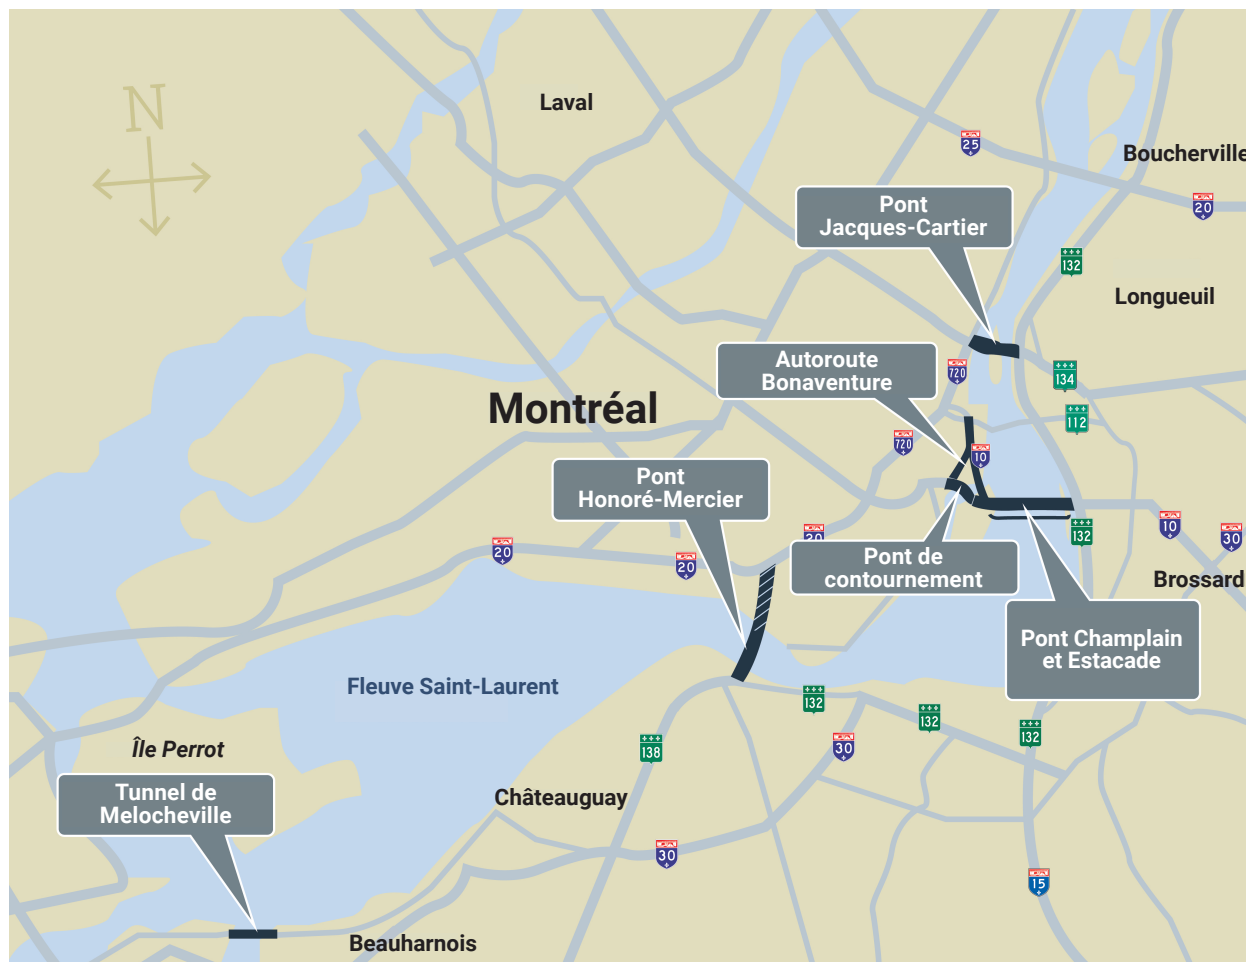 N
Laval
25
Boucherville
20
Pont
Jacques-Cartier
132
Longueuil
Autoroute
Bonaventure
720
134
Montréal
112
720
10
Pont
Honoré-Mercier
10
132
30
20
20
20
Pont de
contournement
Brossard
Pont Champlain
et Estacade
Fleuve Saint-Laurent
132
132
132
138
30
Île Perrot
Tunnel de
Melocheville
Châteauguay
30
15
Beauharnois